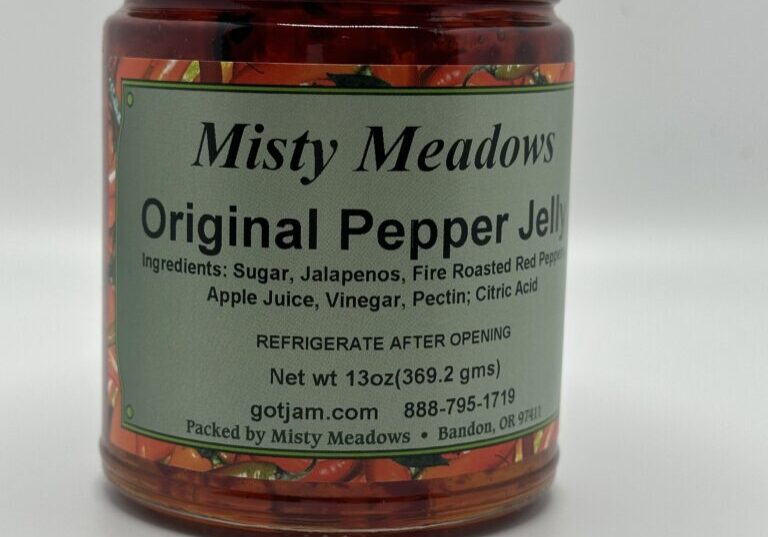 Misty Meadows
Original Pepper Jelly
Ingredients: Sugar, Jalapenos, Fire Roasted Red
Apple Juice, Vinegar, Pectin; Citric Acid
REFRIGERATE AFTER OPENING
Net wt 13oz(369.2 gms)
gotjam.com 888-795-1719
Packed by Misty Meadows • Bandon, OR 97411